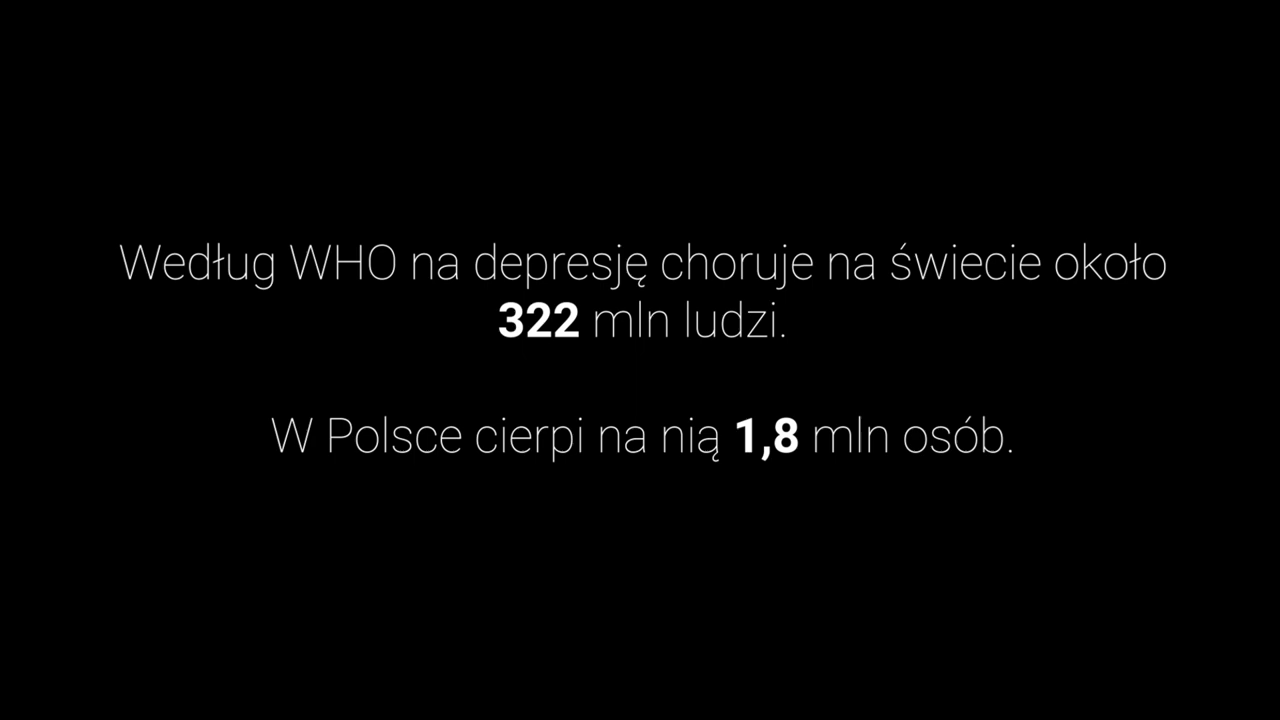 Według WHO na depresję choruje na świecie około
322 mln ludzi.
W Polsce cierpi na nią 1,8 mln osób.